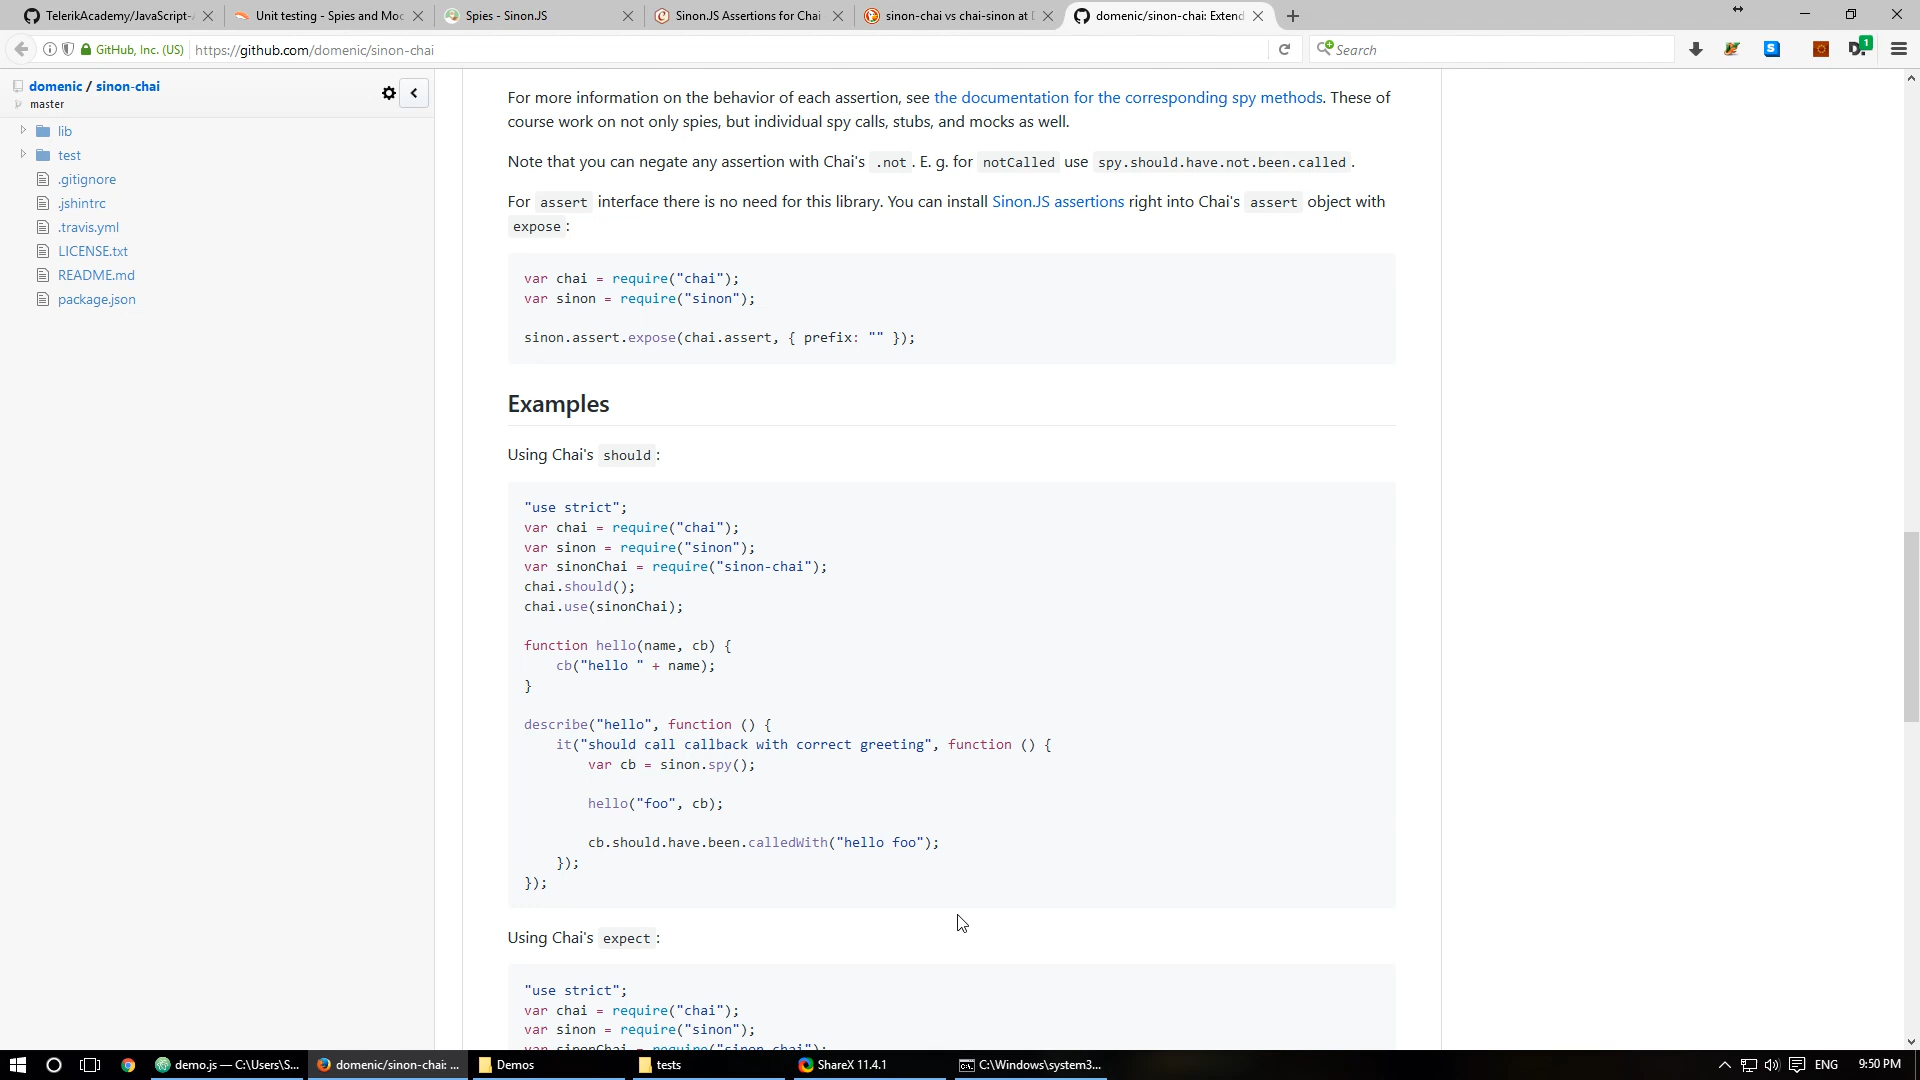 TelerikAcademy/JavaScript-
Unit testing - Spies and Moc
Spies - Sinon.JS
Sinon.JS Assertions for Chai
sinon-chai vs chai-sinon at
domenic/sinon-chai: Extend
GitHub, Inc. (US)
https://github.com/domenic/sinon-chai
Search
1
domenic / sinon-chai
master
lib
test
.gitignore
.jshintrc
.travis.yml
LICENSE.txt
README.md
package.json
For more information on the behavior of each assertion, see the documentation for the corresponding spy methods. These of
course work on not only spies, but individual spy calls, stubs, and mocks as well.
Note that you can negate any assertion with Chai's .not. E. g. for notCalled use spy.should.have.not.been.called.
For assert interface there is no need for this library. You can install Sinon.JS assertions right into Chai's assert object with
expose:
var chai = require("chai");
var sinon = require("sinon");
sinon.assert.expose(chai.assert, { prefix: "" });
Examples
Using Chai's should:
"use strict";
var chai = require("chai");
var sinon = require("sinon");
var sinonChai = require("sinon-chai");
chai.should();
chai.use(sinonChai);
function hello(name, cb) {
cb("hello " + name);
}
describe("hello", function () {
it("should call callback with correct greeting", function () {
var cb = sinon.spy();
hello("foo", cb);
cb.should.have.been.calledWith("hello foo");
});
});
Using Chai's expect:
"use strict";
var chai = require("chai");
var sinon = require("sinon");
var sinonChai = require("sinon-chai");
demo.js — C:\Users\S...
domenic/sinon-chai: ...
Demos
tests
ShareX 11.4.1
C:\Windows\system3...
ENG
9:50 PM